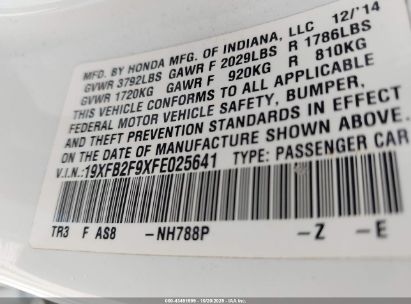 MFD. BY HONDA MFG. OF INDIANA, LLC 12/'14
GVWR 3792LBS GAWR F 2029LBS R 1786LBS
GVWR 1720KG GAWR F 920KG R 810KG
THIS VEHICLE CONFORMS TO ALL APPLICABLE
FEDERAL MOTOR VEHICLE SAFETY, BUMPER,
AND THEFT PREVENTION STANDARDS IN EFFECT
ON THE DATE OF MANUFACTURE SHOWN ABOVE.
V.I.N.: 19XFB2F9XFE025641 TYPE: PASSENGER CAR
TR3 F AS8 -NH788P -Z -E